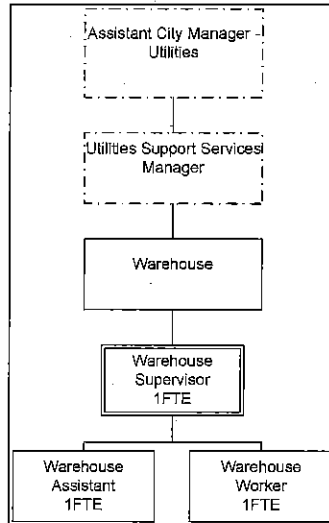 Assistant City Manager -
Utilities
Utilities Support Services
Manager
Warehouse
Warehouse
Supervisor
1FTE
Warehouse
Assistant
1FTE
Warehouse
Worker
1FTE